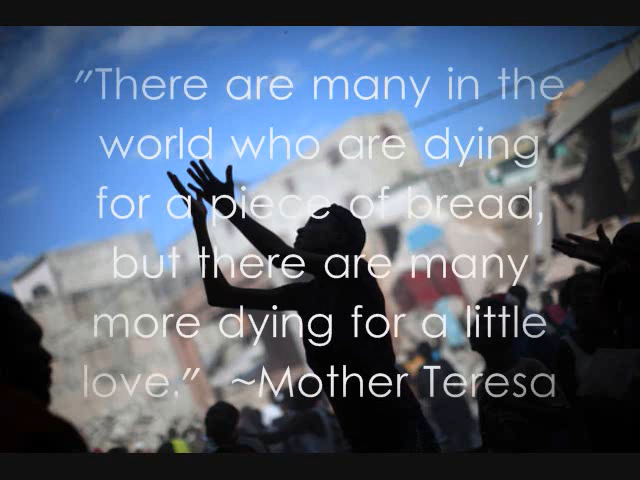 "There are many in the
world who are dying
for a piece of bread,
but there are many
more dying for a little
love." ~Mother Teresa